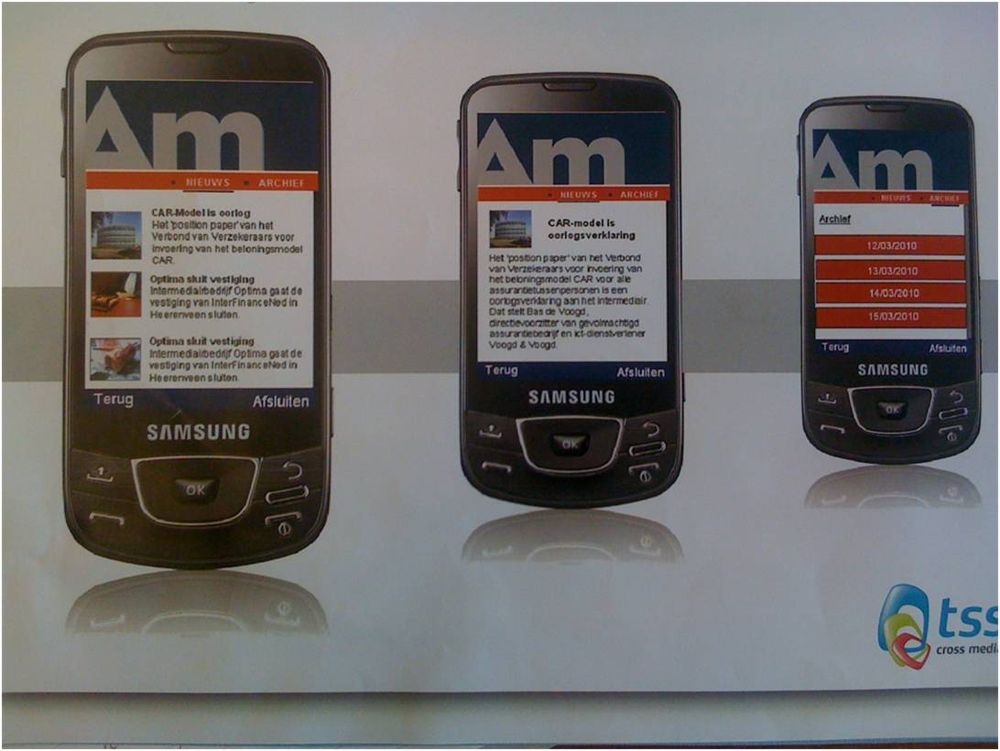 Am
NIEUWS ARCHIEF
CAR-Model is oorlog
Het 'position paper' van het
Verbond van Verzekeraars voor
invoering van het beloningsmodel
CAR.
Optima sluit vestiging
Intermediairbedrijf Optima gaat de
vestiging van InterFinanceNed in
Heerenveen sluiten.
Optima sluit vestiging
Intermediairbedrijf Optima gaat de
vestiging van InterFinanceNed in
Heerenveen sluiten.
Terug Afsluiten
SAMSUNG
OK
Am
NIEUWS ARCHIEF
CAR-model is
oorlogsverklaring
Het 'position paper' van het Verbond
van Verzekeraars voor invoering van
het beloningsmodel CAR voor alle
assurantietussenpersonen is een
oorlogsverklaring aan het intermediair.
Dat stelt Bas de Voogd,
directievoorzitter van gevolmachtigd
assurantiebedrijf en ict-dienstverlener
Voogd & Voogd.
Terug Afsluiten
SAMSUNG
OK
Am
NIEUWS ARCHIEF
Archief
12/03/2010
13/03/2010
14/03/2010
15/03/2010
Terug Afsluiten
SAMSUNG
OK
tss
cross media